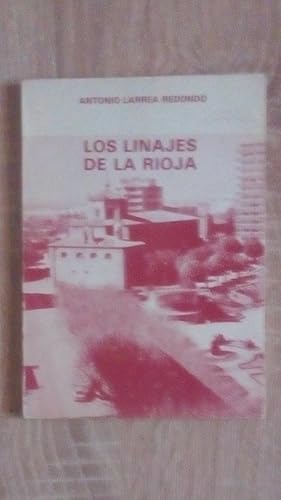 ANTONIO LARREA REDONDO
LOS LINAJES
DE LA RIOJA